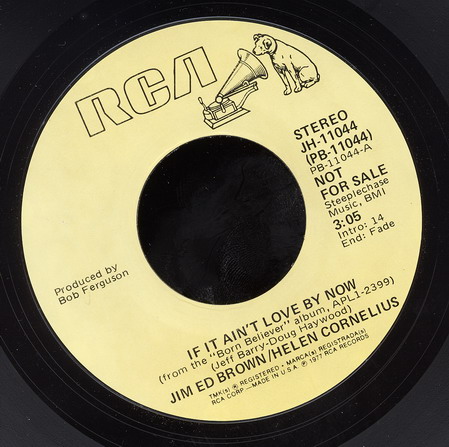 RCA
STEREO
JH-11044
(PB-11044)
PB-11044-A
NOT
FOR SALE
Steeplechase
Music, BMI
3:05
Intro: 14
End: Fade
Produced by
Bob Ferguson
IF IT AIN'T LOVE BY NOW
(from the "Born Believer" album, APL1-2399)
(Jeff Barry-Doug Haywood)
JIM ED BROWN/HELEN CORNELIUS
TMK(S) ® REGISTERED • MARCA(S) REGISTRADA(S)
RCA CORP—MADE IN U.S.A. ℗ 1977 RCA RECORDS